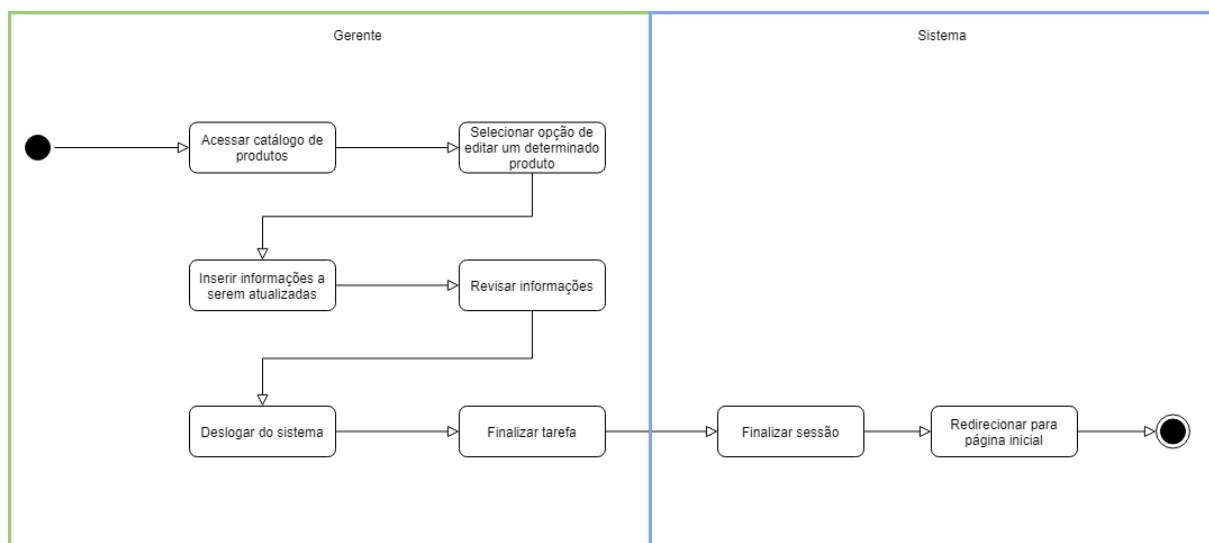 Gerente
Sistema
Acessar catálogo de
produtos
Selecionar opção de
editar um determinado
produto
Inserir informações a
serem atualizadas
Revisar informações
Deslogar do sistema
Finalizar tarefa
Finalizar sessão
Redirecionar para
página inicial